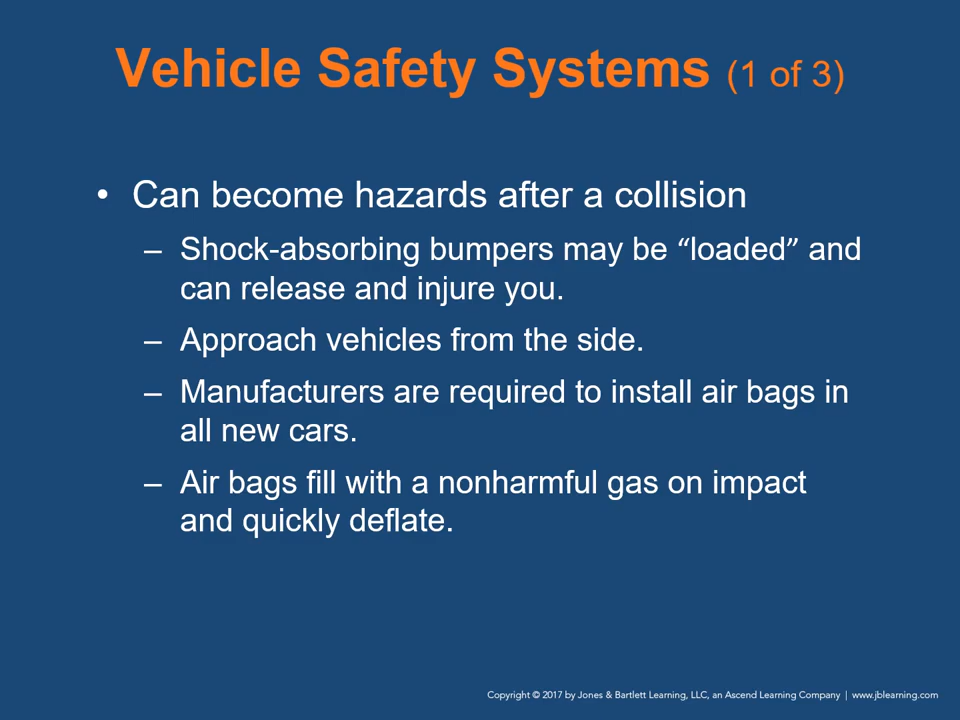 Vehicle Safety Systems (1 of 3)
• Can become hazards after a collision
– Shock-absorbing bumpers may be “loaded” and
can release and injure you.
– Approach vehicles from the side.
– Manufacturers are required to install air bags in
all new cars.
– Air bags fill with a nonharmful gas on impact
and quickly deflate.
Copyright © 2017 by Jones & Bartlett Learning, LLC, an Ascend Learning Company | www.jblearning.com